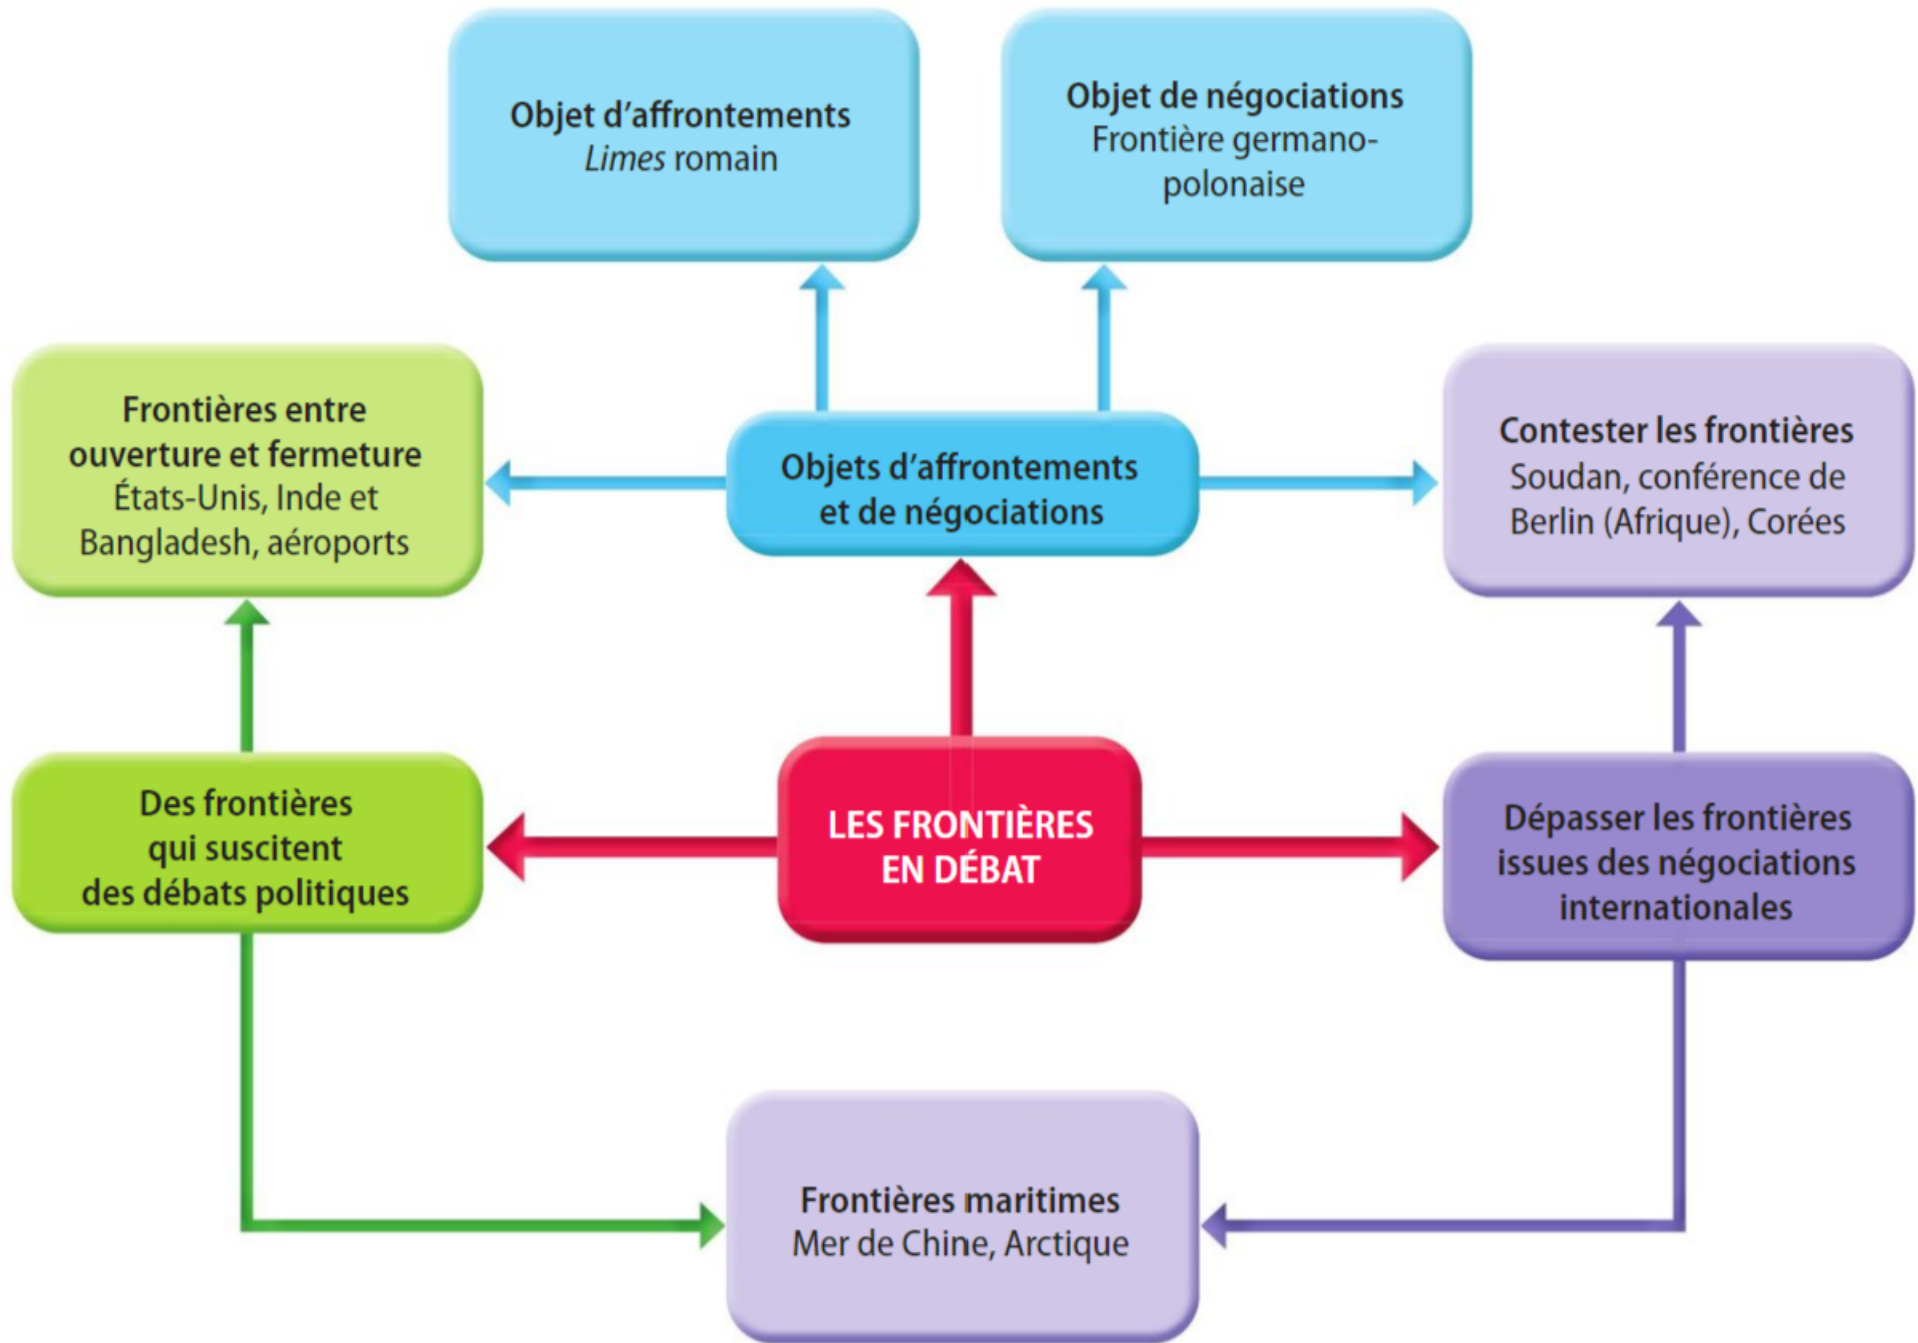 Objet d’affrontements
Limes romain
Objet de négociations
Frontière germano-
polonaise
Frontières entre
ouverture et fermeture
États-Unis, Inde et
Bangladesh, aéroports
Objets d’affrontements
et de négociations
Contester les frontières
Soudan, conférence de
Berlin (Afrique), Corées
Des frontières
qui suscitent
des débats politiques
LES FRONTIÈRES
EN DÉBAT
Dépasser les frontières
issues des négociations
internationales
Frontières maritimes
Mer de Chine, Arctique